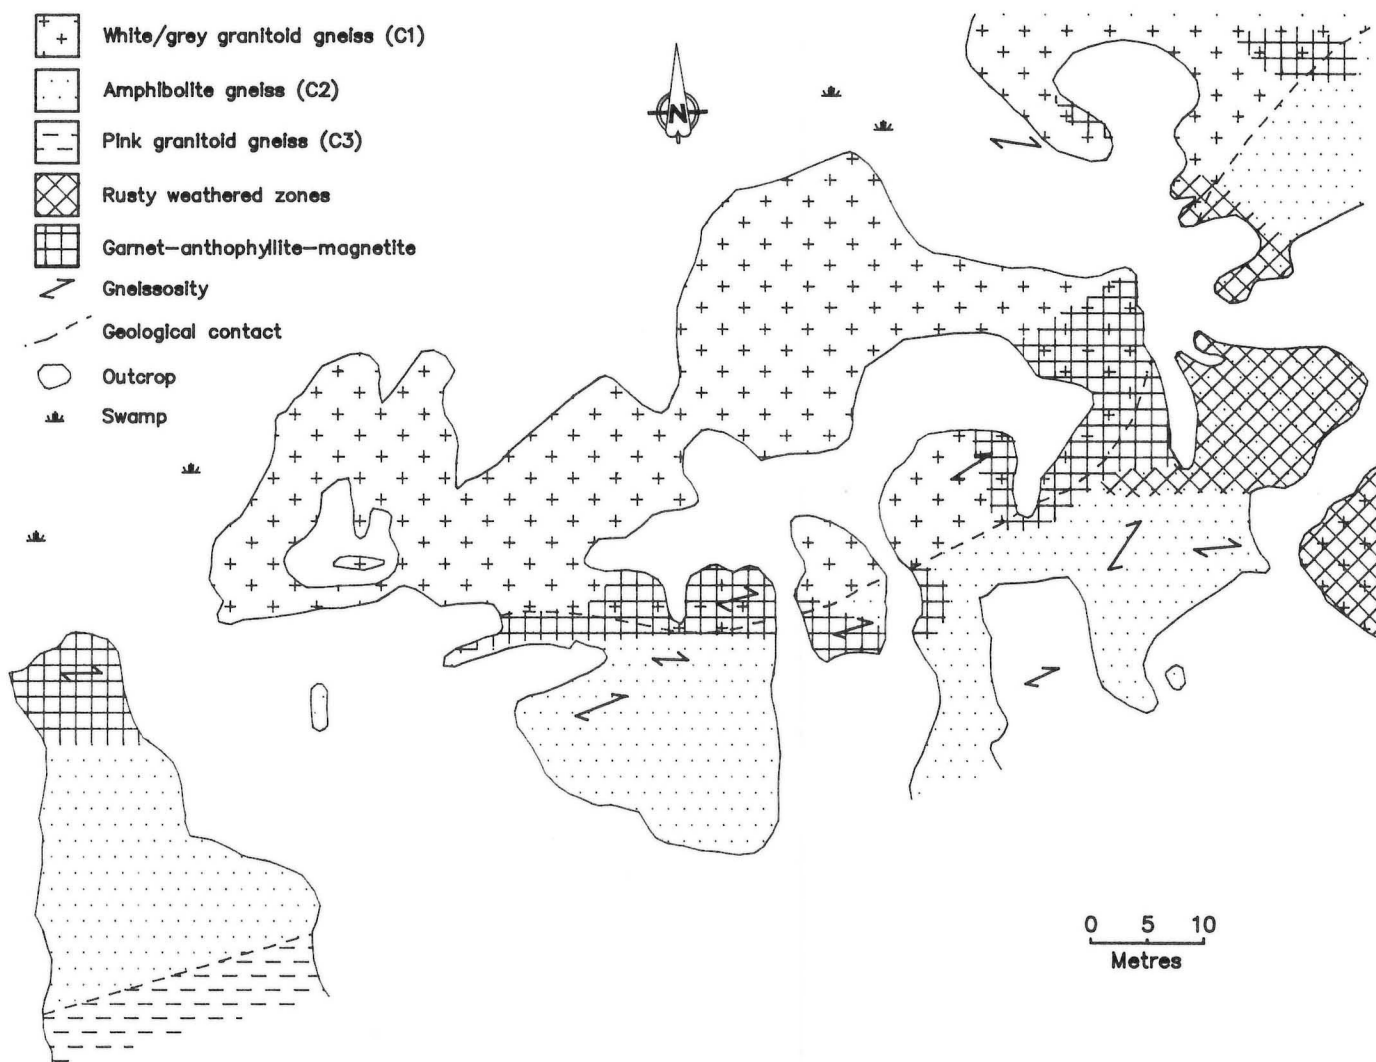 White/grey granitoid gneiss (C1)
Amphibolite gneiss (C2)
Pink granitoid gneiss (C3)
Rusty weathered zones
Garnet-anthophyllite-magnetite
Gneissosity
Geological contact
Outcrop
Swamp
N
0 5 10
Metres